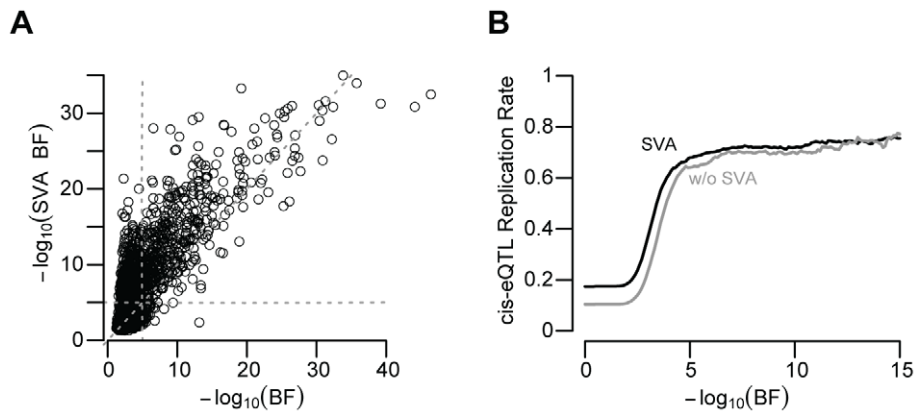 A
B
−log10(SVA BF)
30
20
10
0
0
10
20
30
40
−log10(BF)
cis-eQTL Replication Rate
1
0.8
0.6
0.4
0.2
0
SVA
w/o SVA
0
5
10
15
−log10(BF)